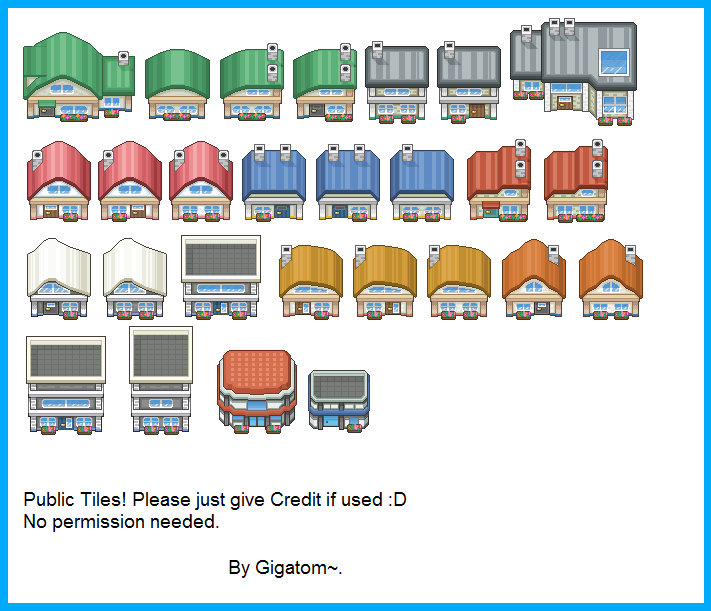 Public Tiles! Please just give Credit if used :D
No permission needed.
By Gigatom~.